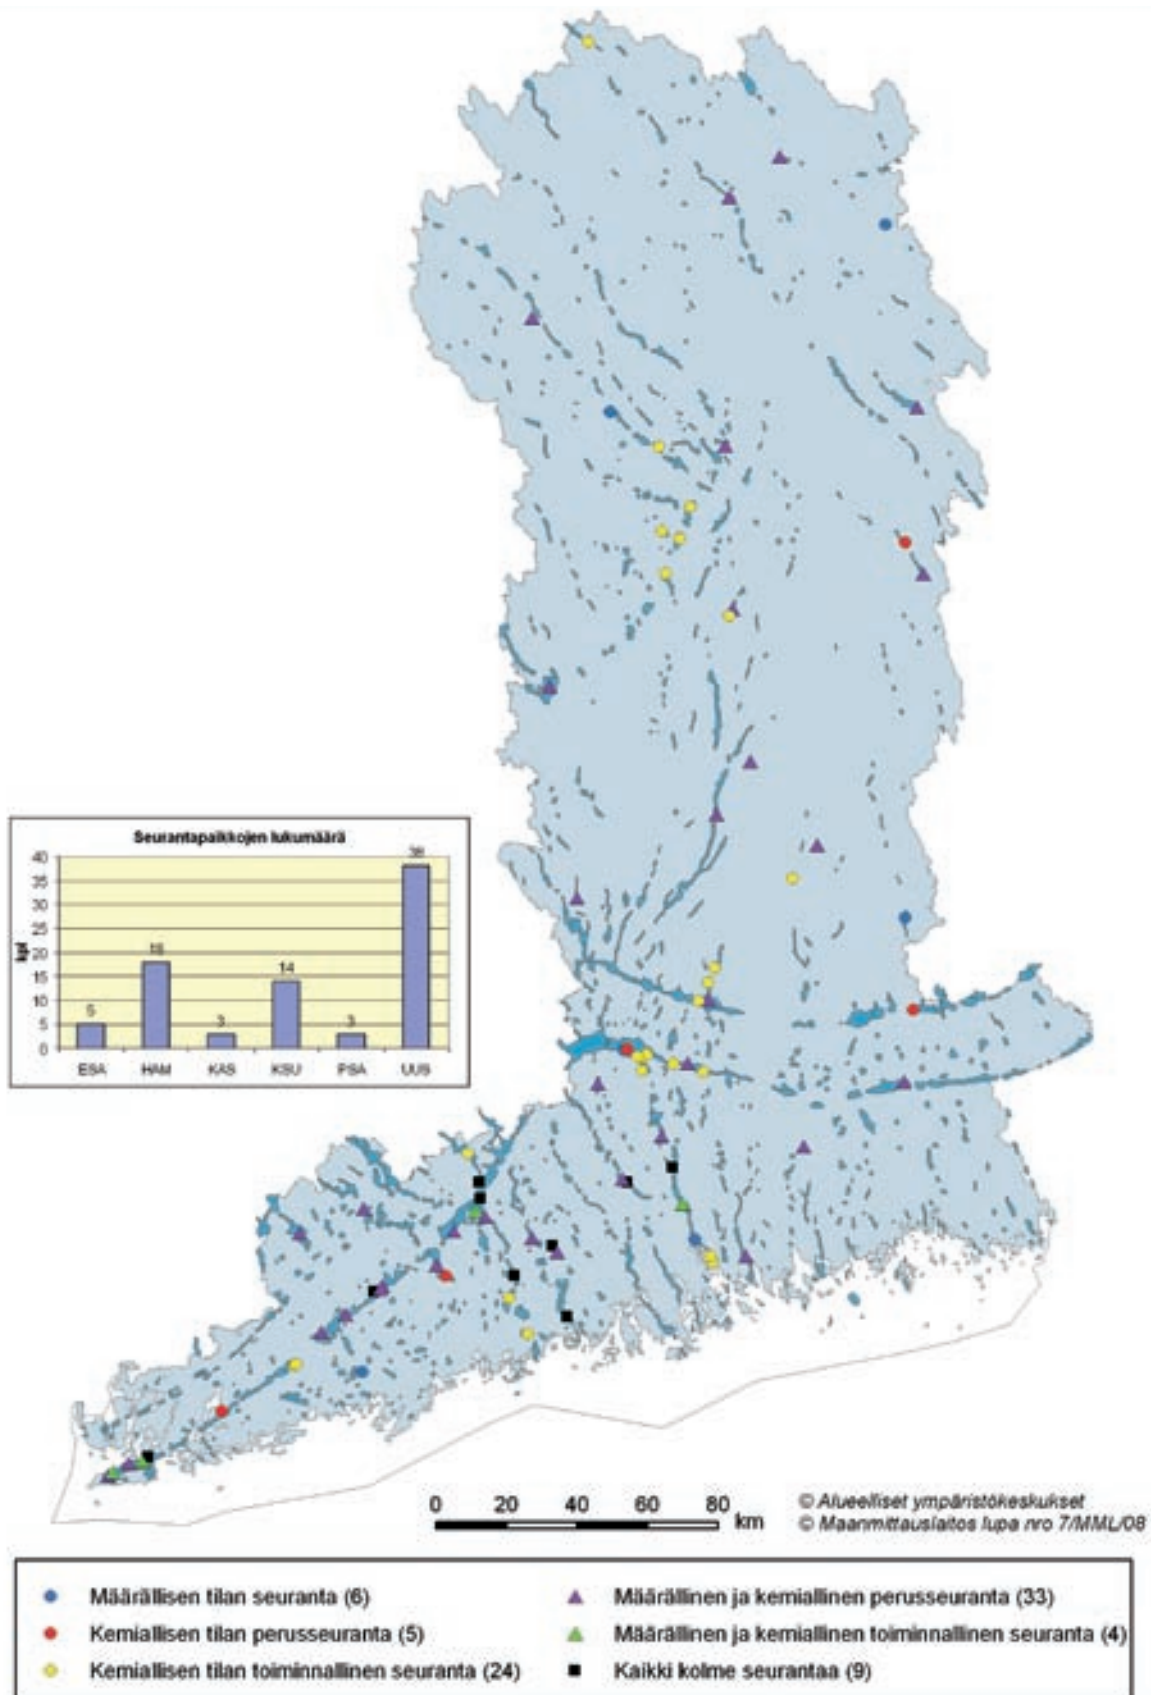 Seurantapaikkojen lukumäärä
40
35
30
25
20
15
10
5
0
kpl
5
18
3
14
3
38
ESA HAM KAS KSU PSA UUS
0 20 40 60 80
km
© Alueelliset ympäristökeskukset
© Maanmittauslaitos lupa nro 7/MML/08
Määrällisen tilan seuranta (6)
Kemiallisen tilan perusseuranta (5)
Kemiallisen tilan toiminnallinen seuranta (24)
Määrällinen ja kemiallinen perusseuranta (33)
Määrällinen ja kemiallinen toiminnallinen seuranta (4)
Kaikki kolme seurantaa (9)